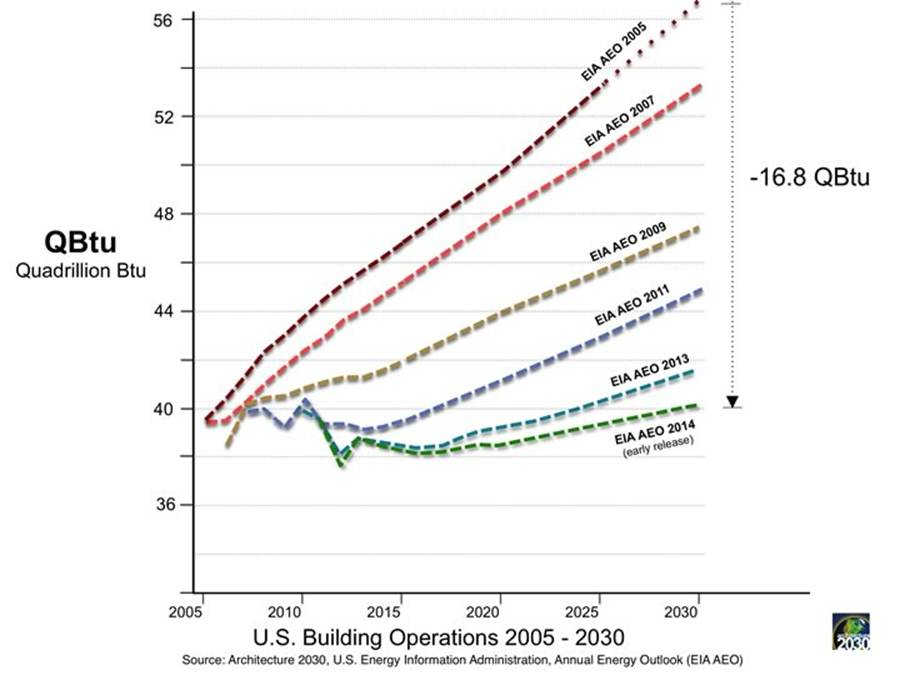 56
52
48
44
40
36
QBtu
Quadrillion Btu
EIA AEO 2005
EIA AEO 2007
EIA AEO 2009
EIA AEO 2011
EIA AEO 2013
EIA AEO 2014
(early release)
-16.8 QBtu
2005 2010 2015 2020 2025 2030
U.S. Building Operations 2005 - 2030
Source: Architecture 2030, U.S. Energy Information Administration, Annual Energy Outlook (EIA AEO)
2030